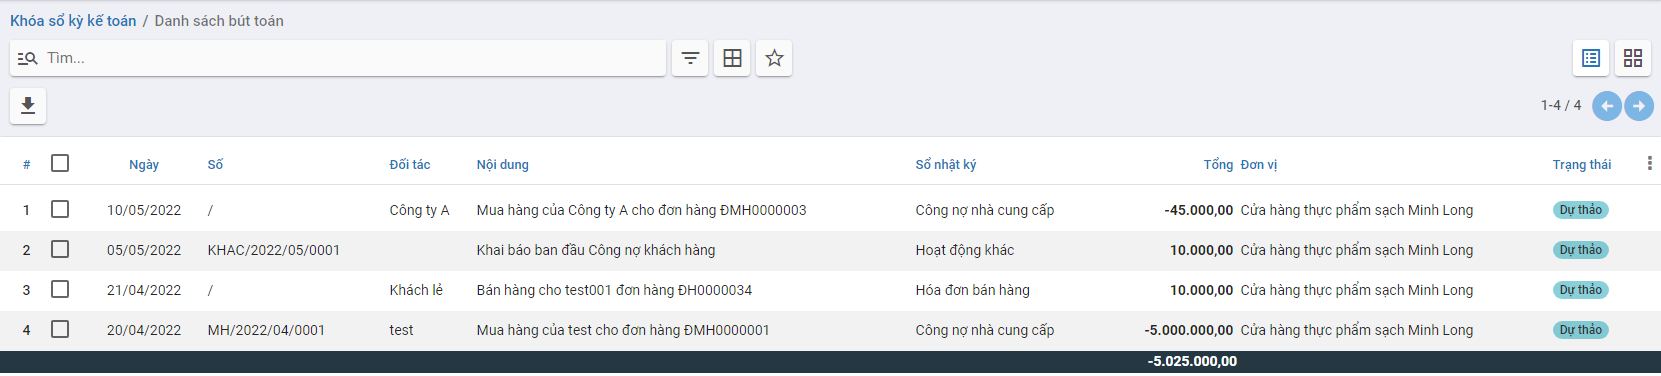 Khóa sổ kỳ kế toán / Danh sách bút toán
Tìm...
1-4 / 4
# Ngày Số Đối tác Nội dung Sổ nhật ký Tổng Đơn vị Trạng thái
1 10/05/2022 / Công ty A Mua hàng của Công ty A cho đơn hàng ĐMH0000003 Công nợ nhà cung cấp -45.000,00 Cửa hàng thực phẩm sạch Minh Long Dự thảo
2 05/05/2022 KHAC/2022/05/0001 Khai báo ban đầu Công nợ khách hàng Hoạt động khác 10.000,00 Cửa hàng thực phẩm sạch Minh Long Dự thảo
3 21/04/2022 / Khách lẻ Bán hàng cho test001 đơn hàng ĐH0000034 Hóa đơn bán hàng 10.000,00 Cửa hàng thực phẩm sạch Minh Long Dự thảo
4 20/04/2022 MH/2022/04/0001 test Mua hàng của test cho đơn hàng ĐMH0000001 Công nợ nhà cung cấp -5.000.000,00 Cửa hàng thực phẩm sạch Minh Long Dự thảo
-5.025.000,00